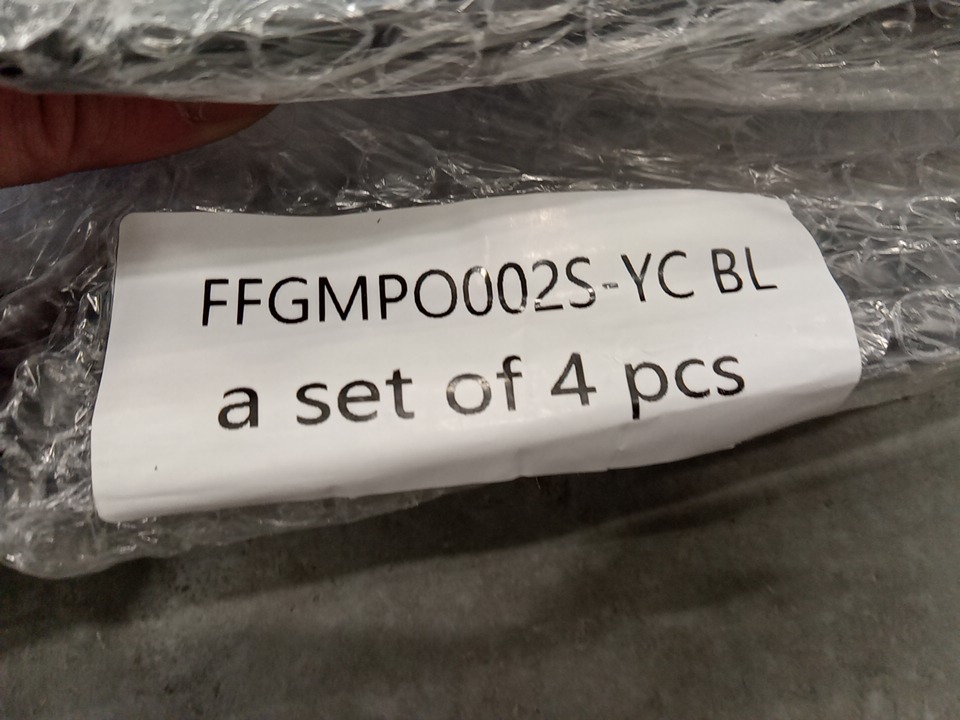 FFGMPO002S-YC BL
a set of 4 pcs